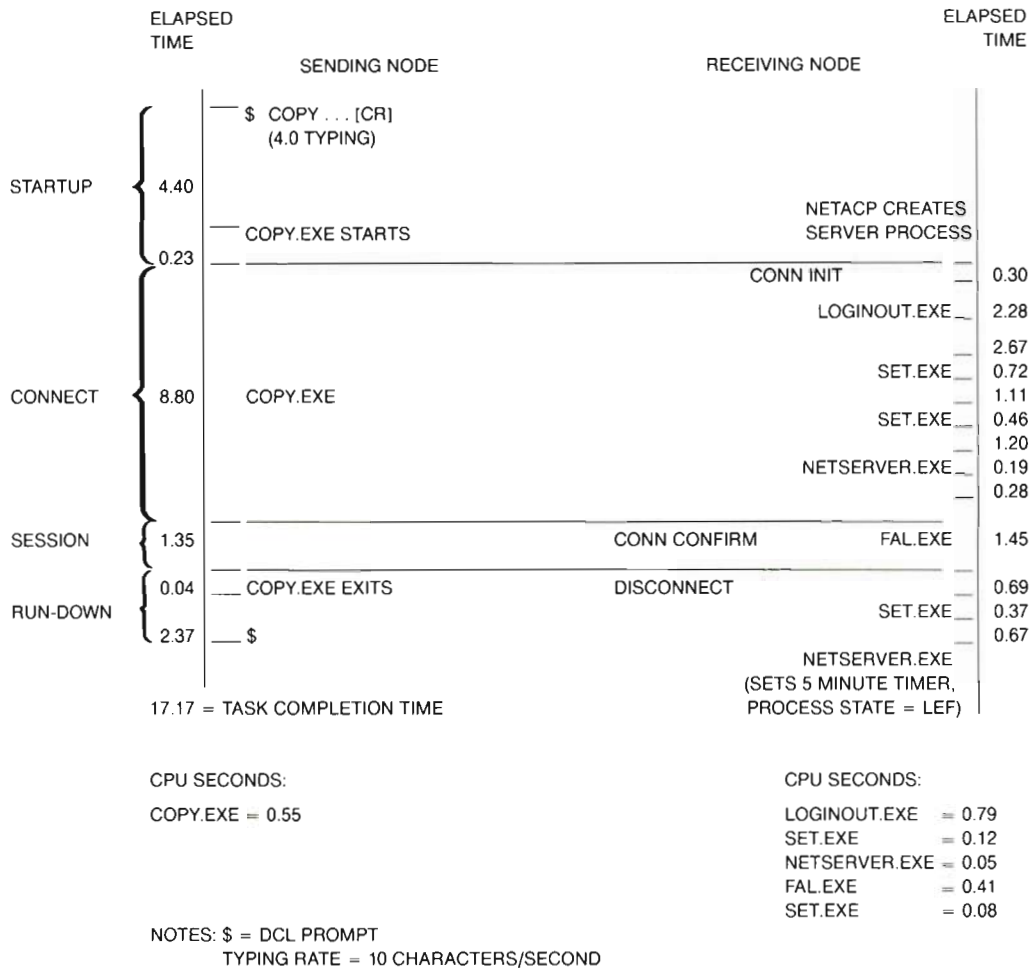 ELAPSED TIME
ELAPSED TIME
SENDING NODE
RECEIVING NODE
$ COPY . . . [CR]
(4.0 TYPING)
STARTUP
4.40
COPY.EXE STARTS
NETACP CREATES
SERVER PROCESS
0.23
CONN INIT
0.30
LOGINOUT.EXE
2.28
2.67
SET.EXE
0.72
CONNECT
8.80
COPY.EXE
1.11
SET.EXE
0.46
1.20
NETSERVER.EXE
0.19
0.28
SESSION
1.35
CONN CONFIRM
FAL.EXE
1.45
0.04
COPY.EXE EXITS
DISCONNECT
0.69
RUN-DOWN
SET.EXE
0.37
2.37
$
0.67
NETSERVER.EXE
(SETS 5 MINUTE TIMER,
PROCESS STATE = LEF)
17.17 = TASK COMPLETION TIME
CPU SECONDS:
COPY.EXE = 0.55
CPU SECONDS:
LOGINOUT.EXE = 0.79
SET.EXE = 0.12
NETSERVER.EXE = 0.05
FAL.EXE = 0.41
SET.EXE = 0.08
NOTES: $ = DCL PROMPT
TYPING RATE = 10 CHARACTERS/SECOND